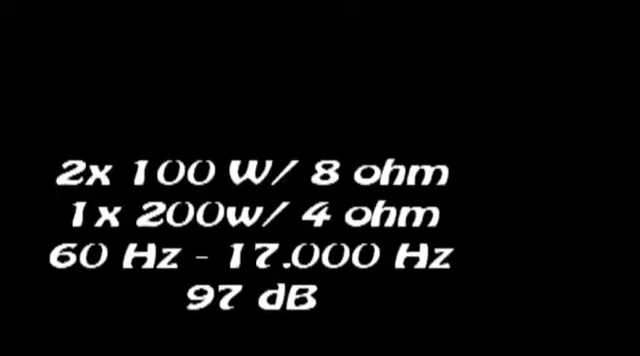 2x 100 W/ 8 ohm
1x 200w/ 4 ohm
60 Hz - 17.000 Hz
97 dB